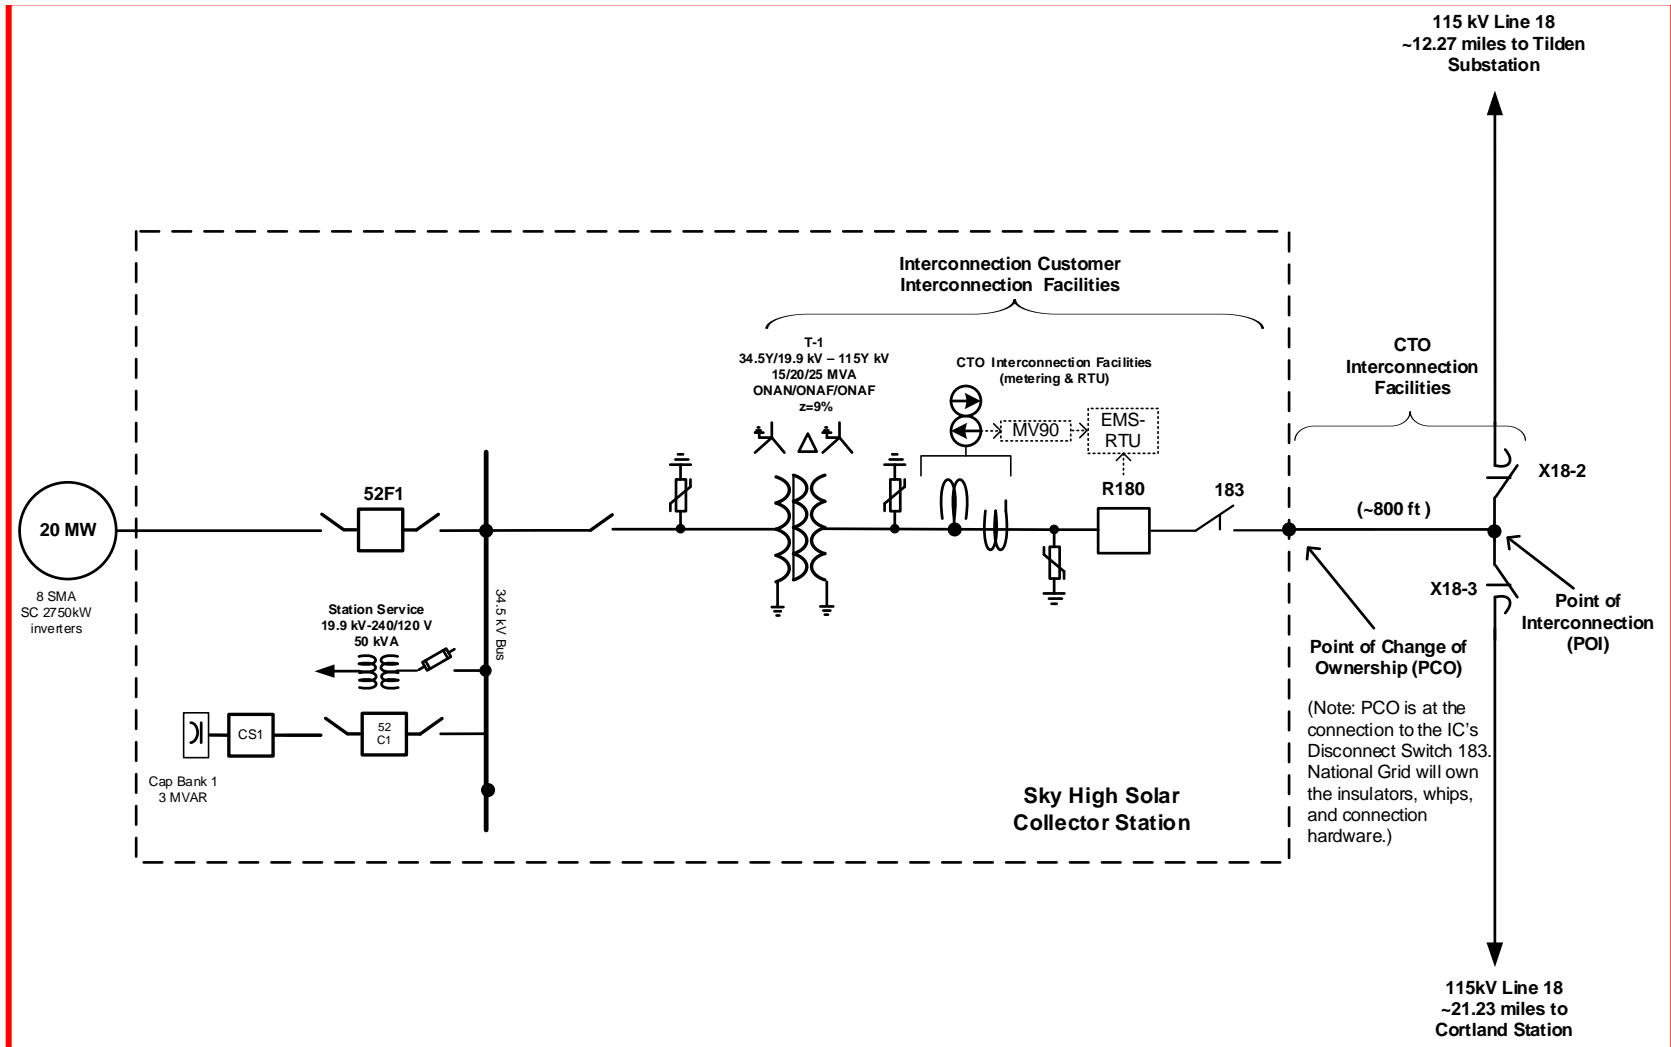 115 kV Line 18
~12.27 miles to Tilden
Substation
Interconnection Customer
Interconnection Facilities
T-1
34.5Y/19.9 kV – 115Y kV
15/20/25 MVA
ONAN/ONAF/ONAF
z=9%
CTO Interconnection Facilities
(metering & RTU)
MV90
EMS-
RTU
CTO
Interconnection
Facilities
X18-2
52F1
R180
183
(~800 ft )
20 MW
8 SMA
SC 2750kW
inverters
34.5 kV Bus
Station Service
19.9 kV-240/120 V
50 kVA
X18-3
Point of
Interconnection
(POI)
Point of Change of
Ownership (PCO)
(Note: PCO is at the
connection to the IC’s
Disconnect Switch 183.
National Grid will own
the insulators, whips,
and connection
hardware.)
CS1
52
C1
Cap Bank 1
3 MVAR
Sky High Solar
Collector Station
115kV Line 18
~21.23 miles to
Cortland Station